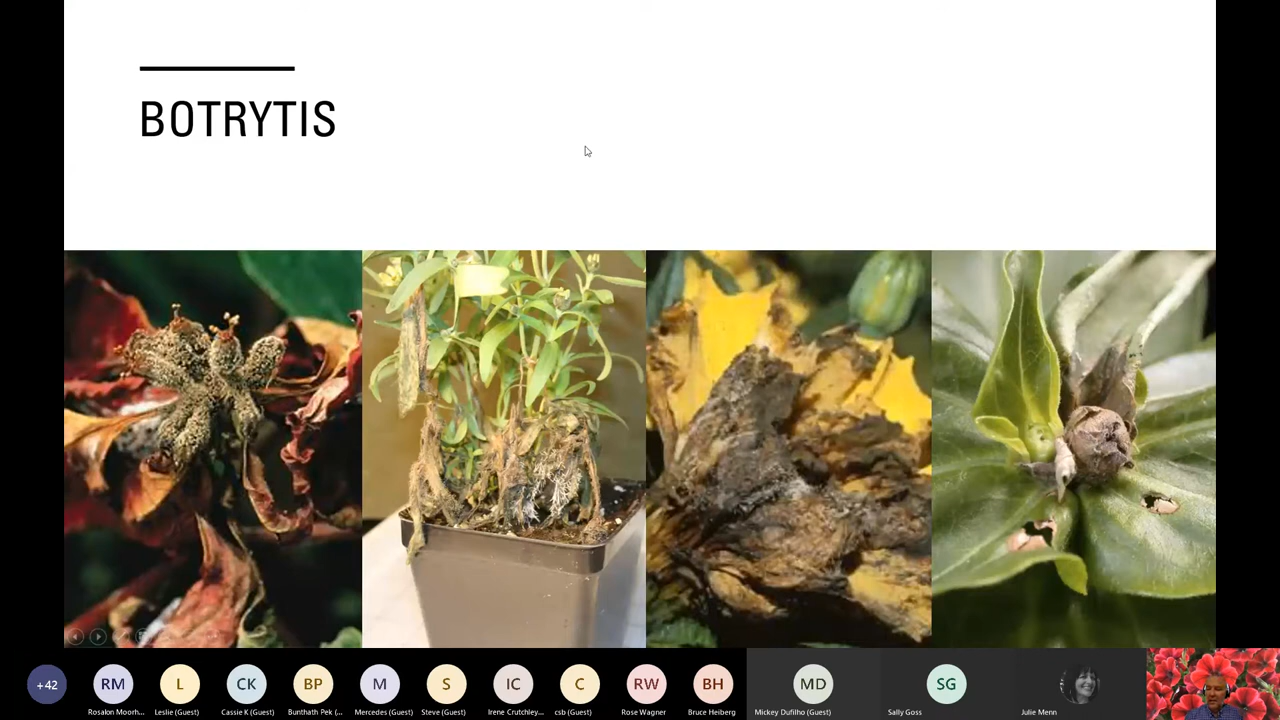 BOTRYTIS
+42
RM
L
CK
BP
M
S
IC
C
RW
BH
MD
SG
Rosalon Moorh...
Leslie (Guest)
Cassie K (Guest)
Bunthath Pek (...
Mercedes (Guest)
Steve (Guest)
Irene Crutchley...
csb (Guest)
Rose Wagner
Bruce Heiberg
Mickey Dufilho (Guest)
Sally Goss
Julie Menn